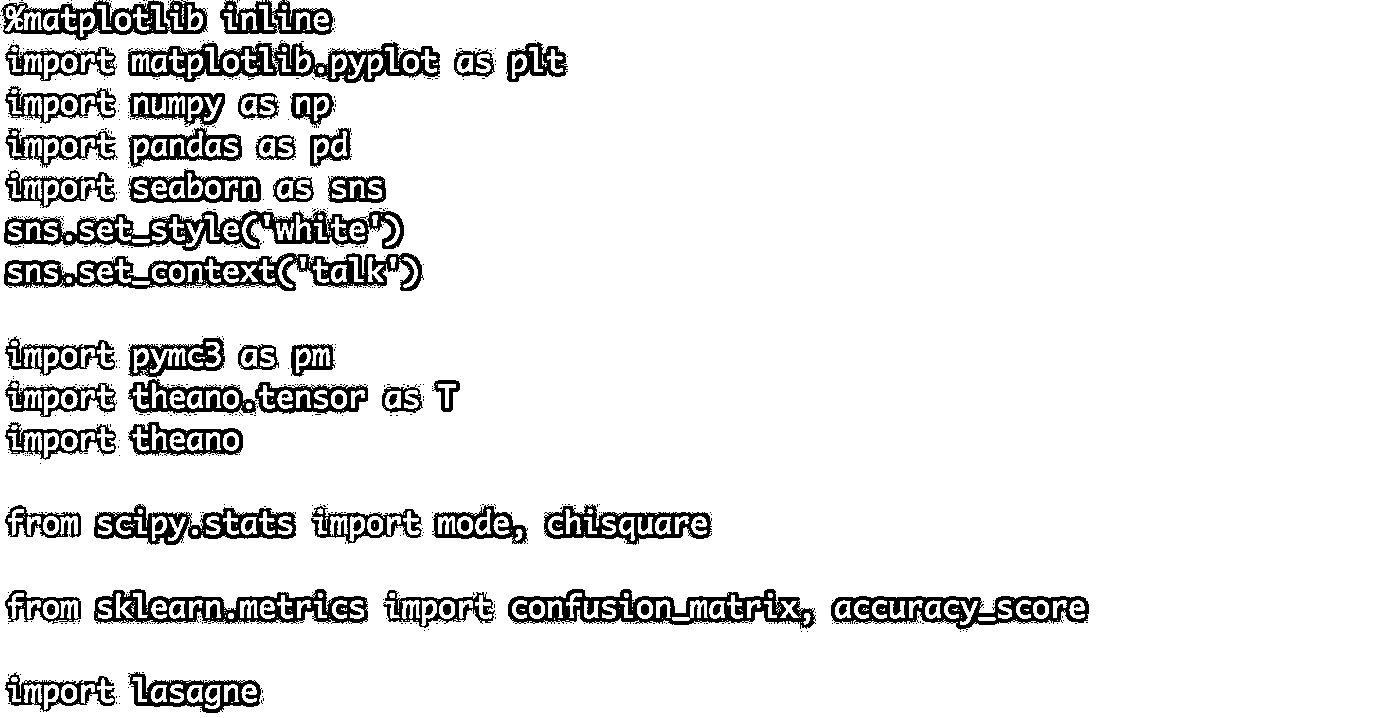 %matplotlib inline
import matplotlib.pyplot as plt
import numpy as np
import pandas as pd
import seaborn as sns
sns.set_style('white')
sns.set_context('talk')
import pymc3 as pm
import theano.tensor as T
import theano
from scipy.stats import mode, chisquare
from sklearn.metrics import confusion_matrix, accuracy_score
import lasagne